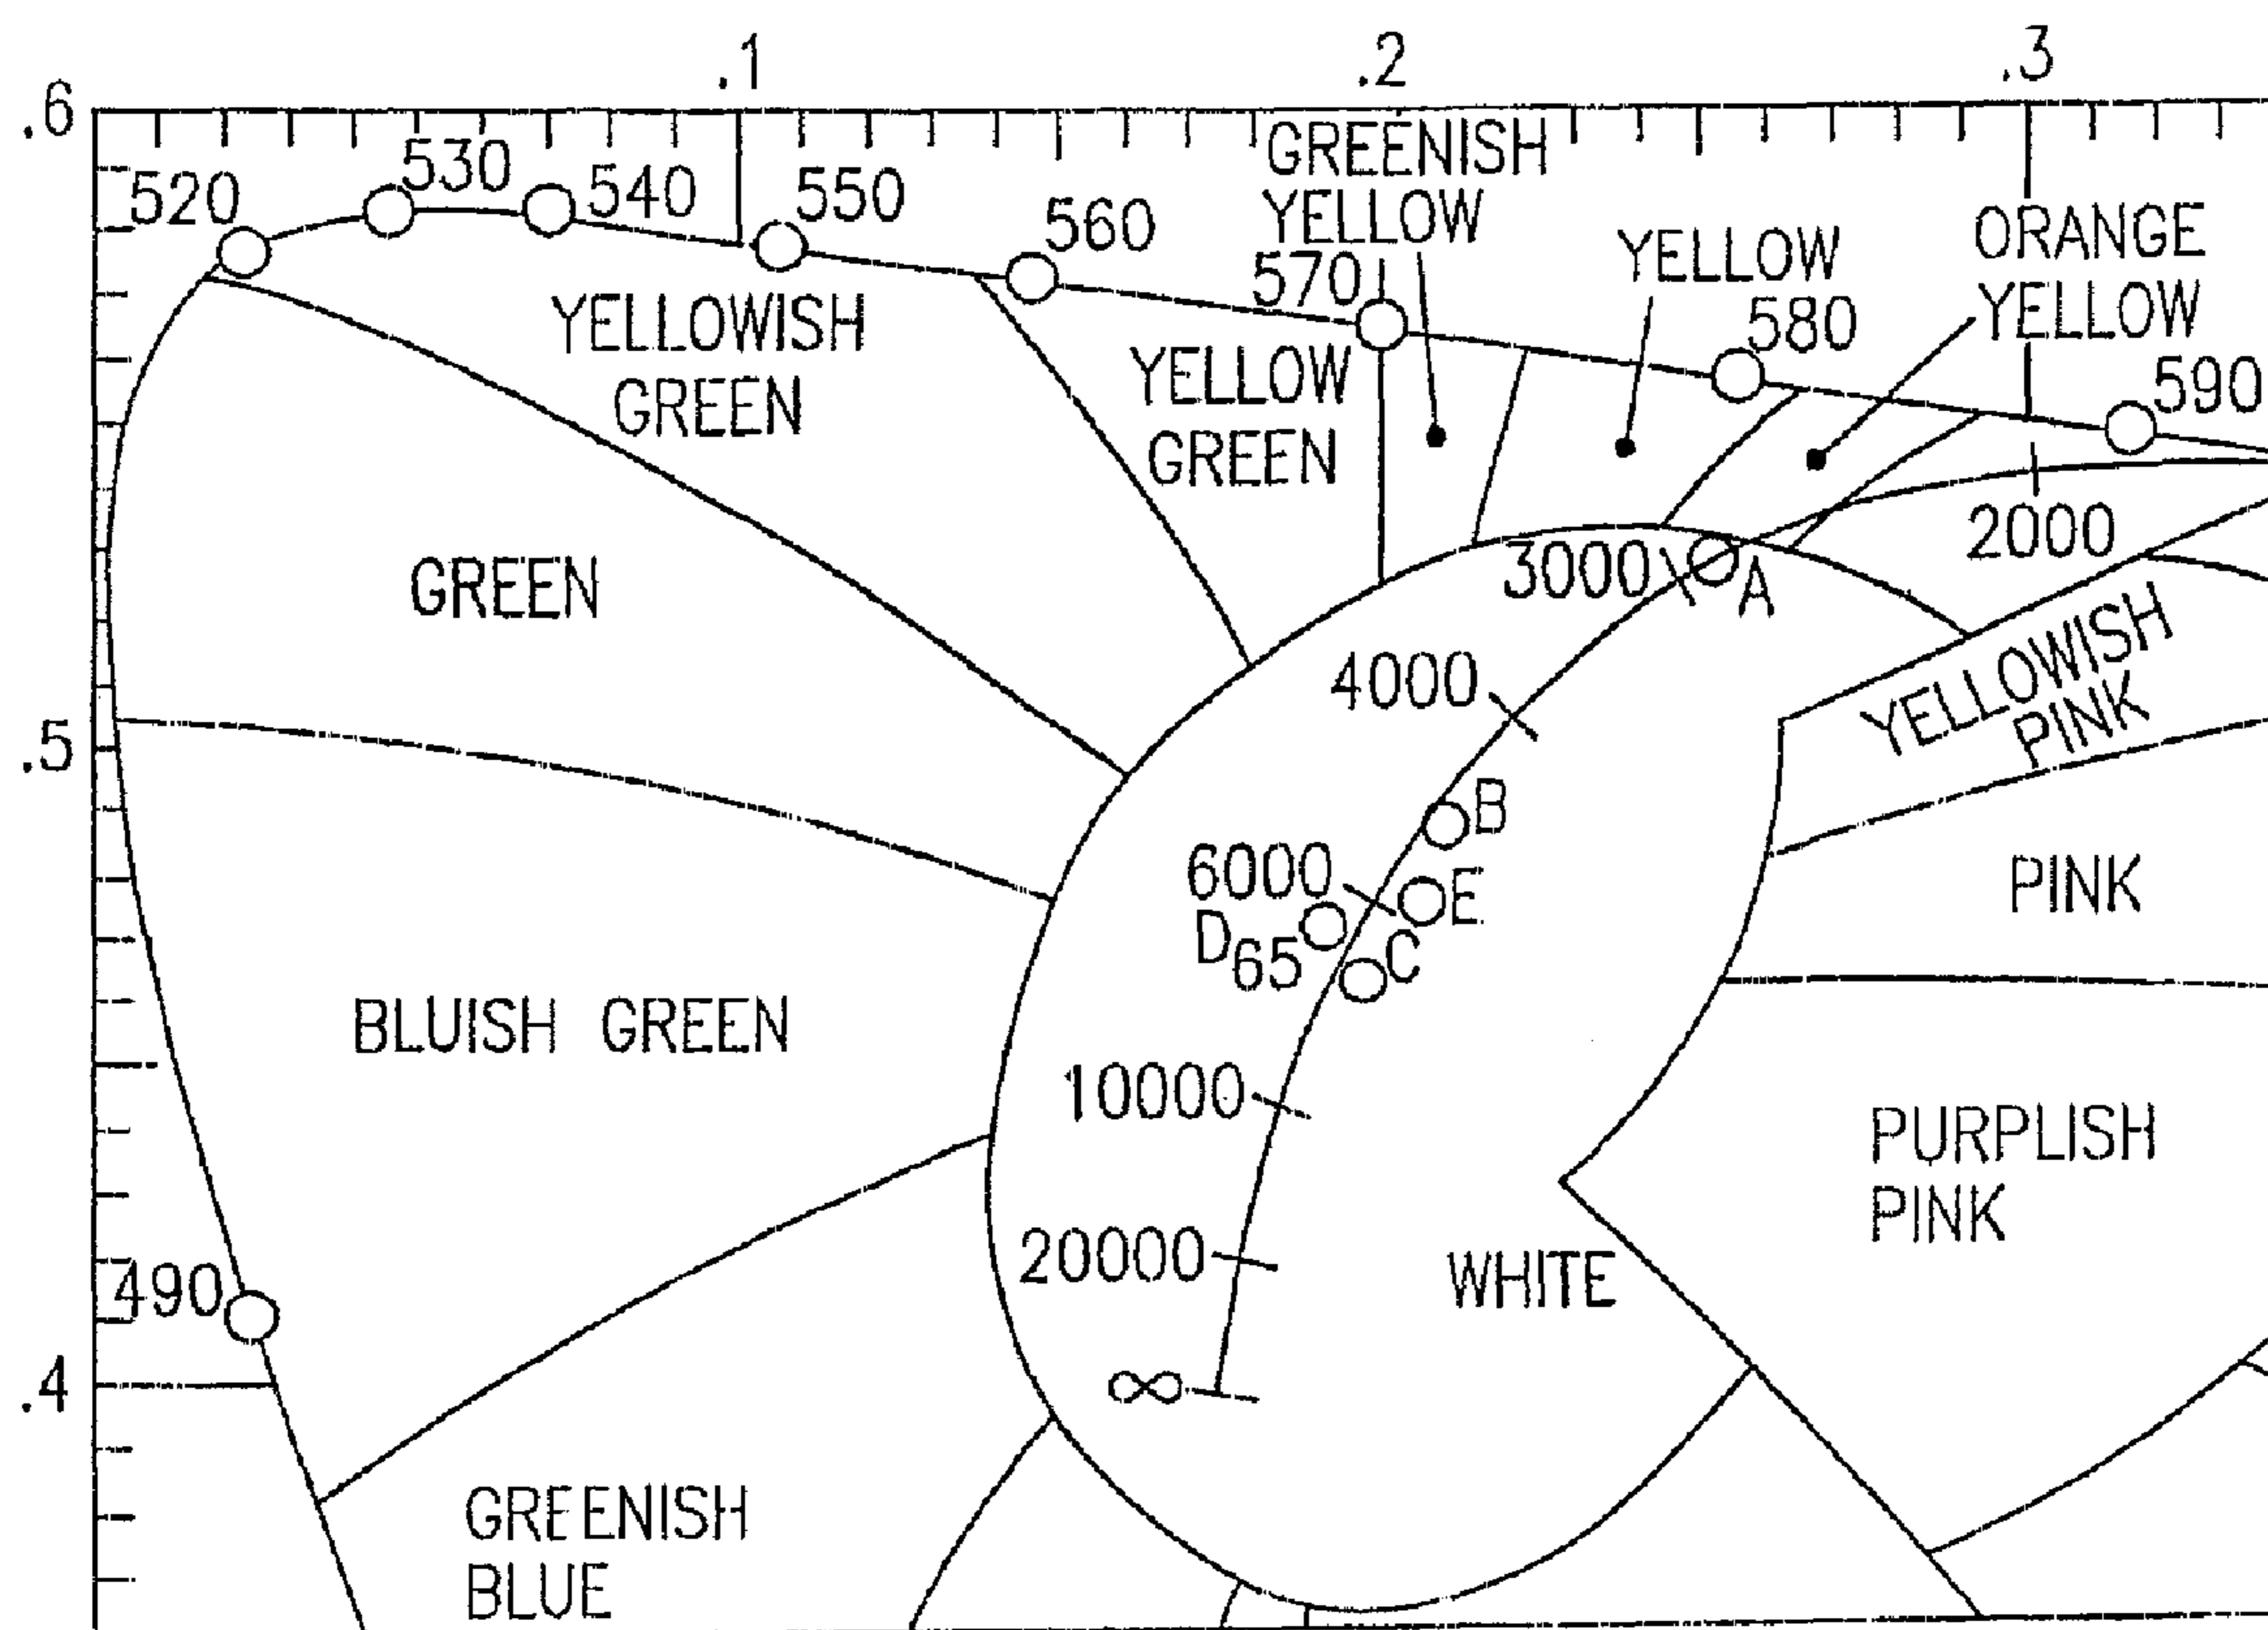 .1
.2
.3
.6
520
530
540
550
560
570
580
590
GREENISH
YELLOW
YELLOW
ORANGE
YELLOW
YELLOWISH
GREEN
YELLOW
GREEN
GREEN
3000
A
2000
4000
YELLOWISH
PINK
.5
B
6000
E
D65
C
PINK
BLUISH GREEN
10000
PURPLISH
PINK
20000
WHITE
490
∞
.4
GREENISH
BLUE